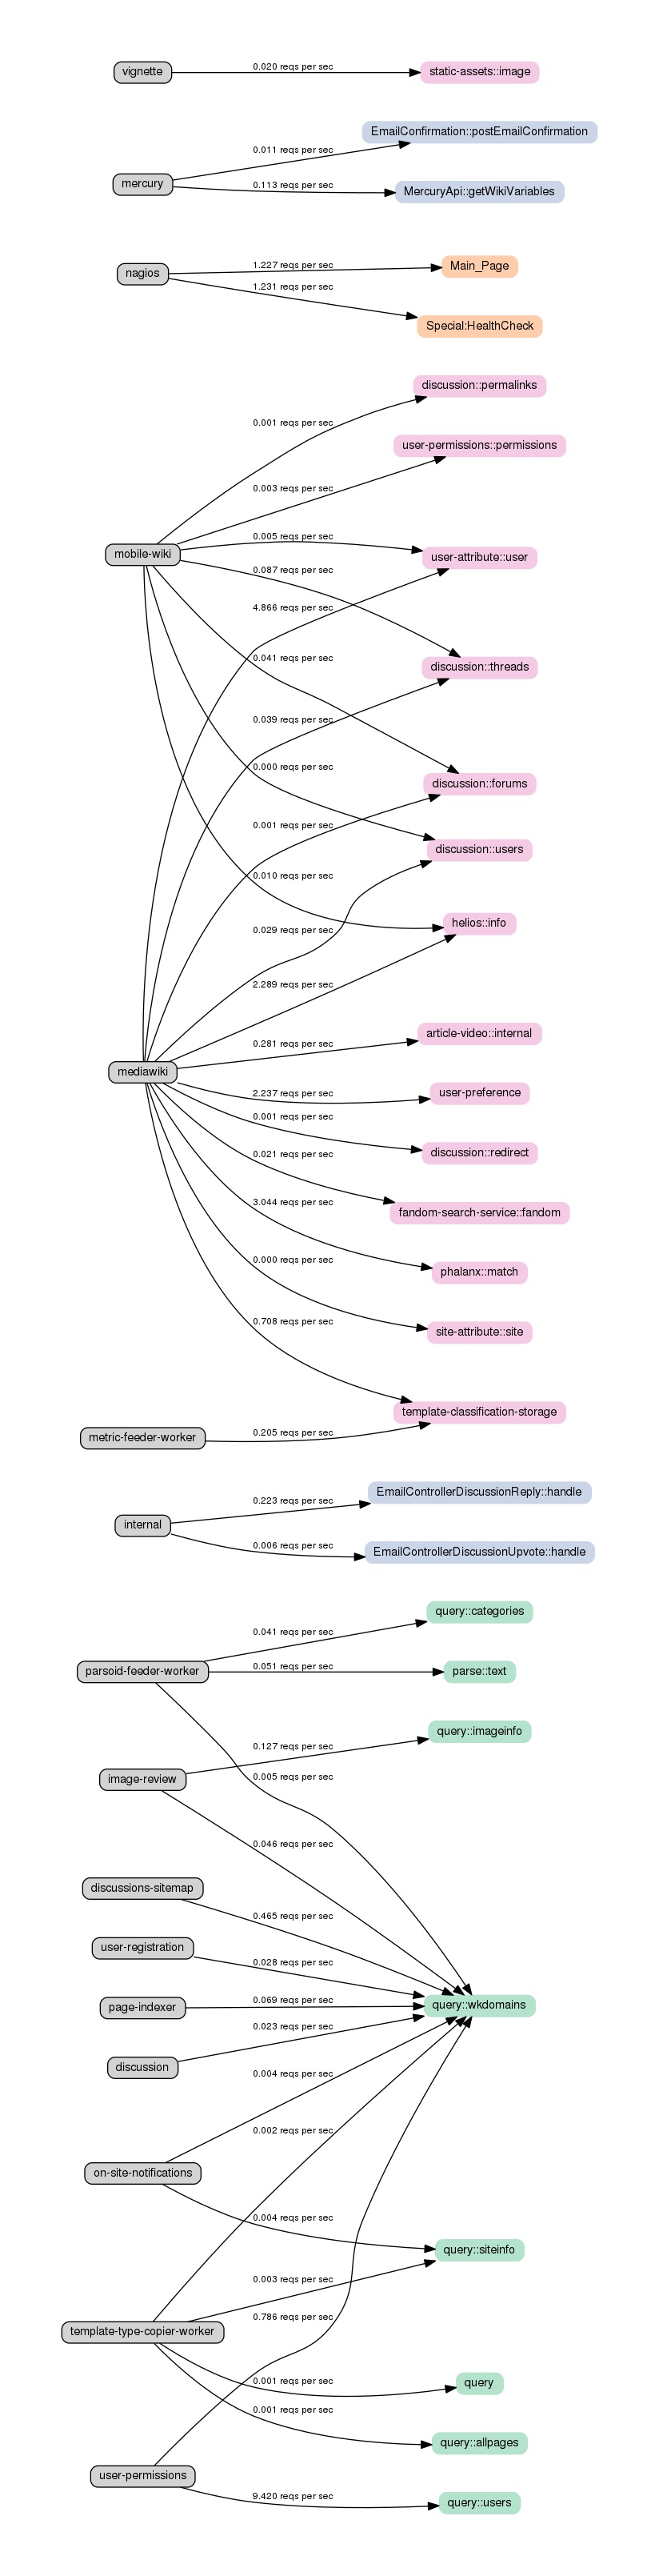 vignette
0.020 reqs per sec
static-assets::image
EmailConfirmation::postEmailConfirmation
0.011 reqs per sec
mercury
0.113 reqs per sec
MercuryApi::getWikiVariables
1.227 reqs per sec
Main_Page
nagios
1.231 reqs per sec
Special:HealthCheck
discussion::permalinks
0.001 reqs per sec
user-permissions::permissions
0.003 reqs per sec
0.005 reqs per sec
mobile-wiki
user-attribute::user
0.087 reqs per sec
4.866 reqs per sec
0.041 reqs per sec
discussion::threads
0.039 reqs per sec
0.000 reqs per sec
discussion::forums
0.001 reqs per sec
discussion::users
0.010 reqs per sec
helios::info
0.029 reqs per sec
2.289 reqs per sec
article-video::internal
0.281 reqs per sec
mediawiki
2.237 reqs per sec
user-preference
0.001 reqs per sec
discussion::redirect
0.021 reqs per sec
3.044 reqs per sec
fandom-search-service::fandom
0.000 reqs per sec
phalanx::match
0.708 reqs per sec
site-attribute::site
template-classification-storage
metric-feeder-worker
0.205 reqs per sec
EmailControllerDiscussionReply::handle
0.223 reqs per sec
internal
0.006 reqs per sec
EmailControllerDiscussionUpvote::handle
query::categories
0.041 reqs per sec
parsoid-feeder-worker
0.051 reqs per sec
parse::text
query::imageinfo
0.127 reqs per sec
image-review
0.005 reqs per sec
0.046 reqs per sec
discussions-sitemap
0.465 reqs per sec
user-registration
0.028 reqs per sec
page-indexer
0.069 reqs per sec
query::wkdomains
0.023 reqs per sec
discussion
0.004 reqs per sec
0.002 reqs per sec
on-site-notifications
0.004 reqs per sec
query::siteinfo
0.003 reqs per sec
0.786 reqs per sec
template-type-copier-worker
0.001 reqs per sec
query
0.001 reqs per sec
query::allpages
user-permissions
9.420 reqs per sec
query::users